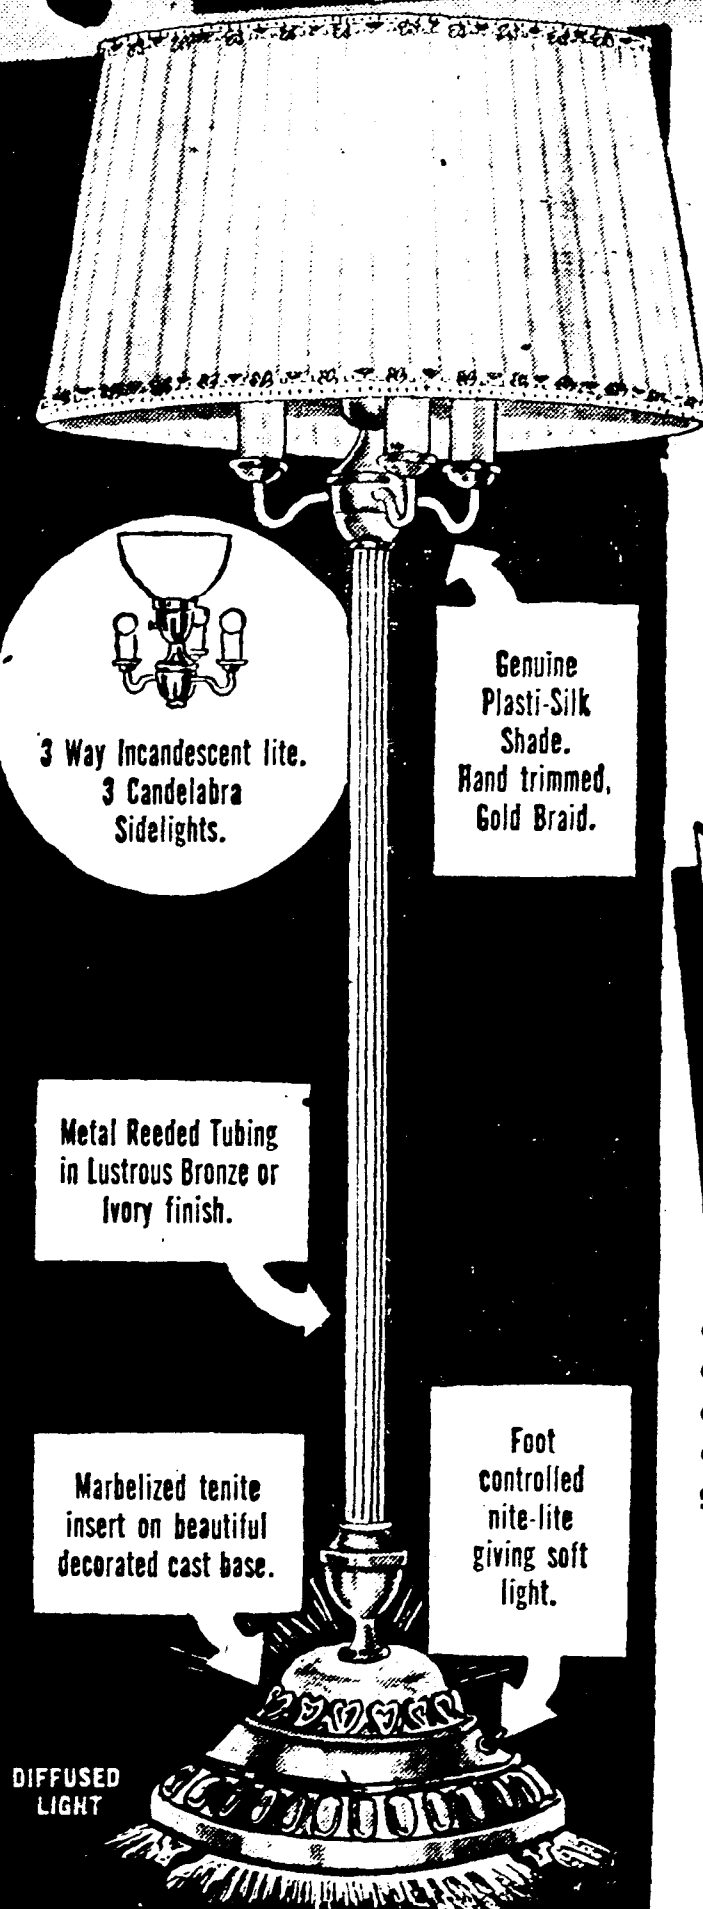 3 Way Incandescent lite.
3 Candelabra
Sidelights.
Genuine
Plasti-Silk
Shade.
Hand trimmed,
Gold Braid.
Metal Reeded Tubing
in Lustrous Bronze or
Ivory finish.
Marbelized tenite
insert on beautiful
decorated cast base.
Foot
controlled
nite-lite
giving soft
light.
DIFFUSED
LIGHT